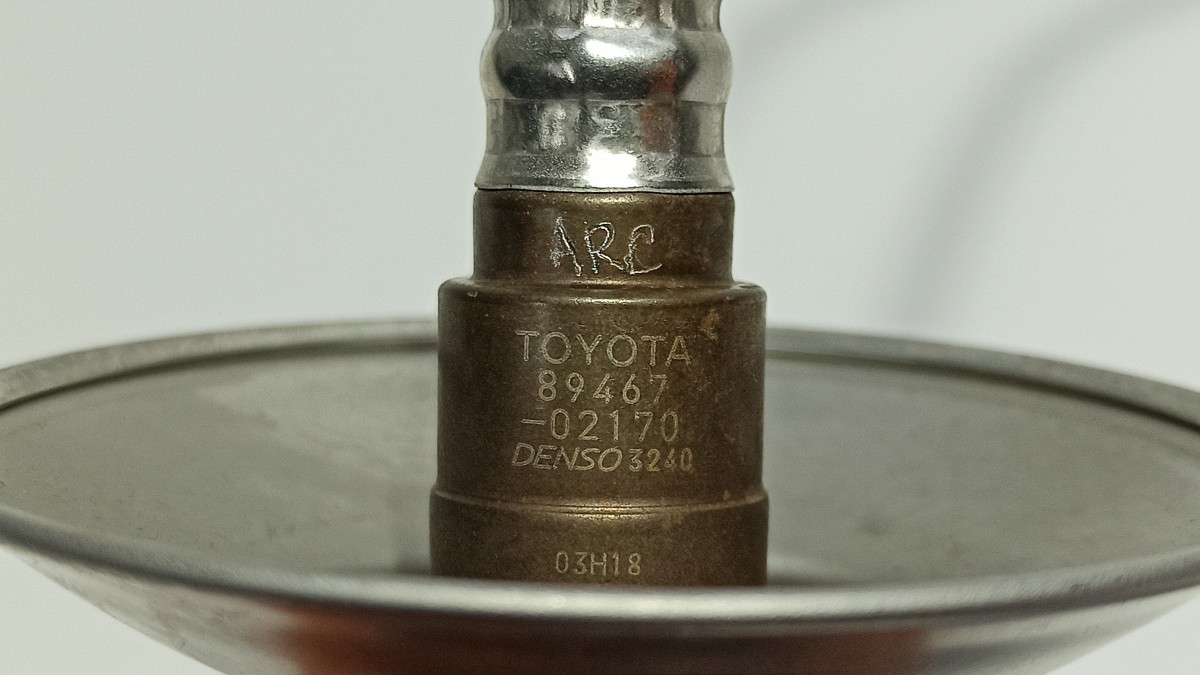 ARC
TOYOTA
89467
-02170
DENSO 3240
03H18